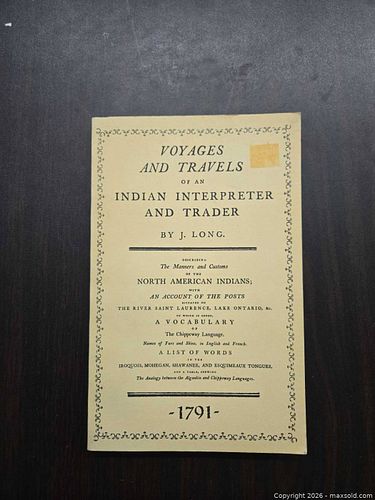 VOYAGES
AND TRAVELS
OF AN
INDIAN INTERPRETER
AND TRADER
BY J. LONG.
DESCRIBING
The Manners and Customs
OF THE
NORTH AMERICAN INDIANS;
WITH
AN ACCOUNT OF THE POSTS
SITUATED ON
THE RIVER SAINT LAURENCE, LAKE ONTARIO, &c.
TO WHICH IS ADDED,
A VOCABULARY
OF
The Chippeway Language.
Names of Furs and Skins, in English and French.
A LIST OF WORDS
IN THE
IROQUOIS, MOHEGAN, SHAWANEE, AND ESQUIMEAUX TONGUES,
AND A TABLE, SHEWING
The Analogy between the Algonkin and Chippeway Languages.
-1791-
Copyright © 2026 - maxsold.com